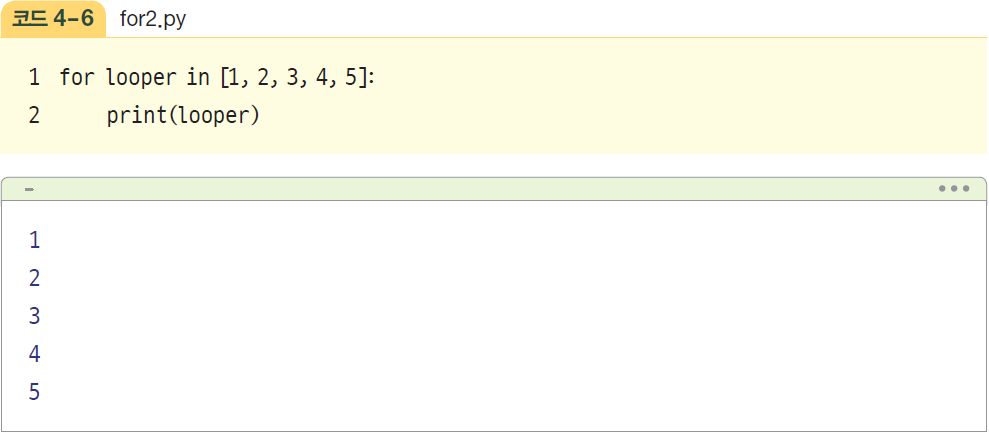 코드 4-6 for2.py
1 for looper in [1, 2, 3, 4, 5]:
2     print(looper)
1
2
3
4
5